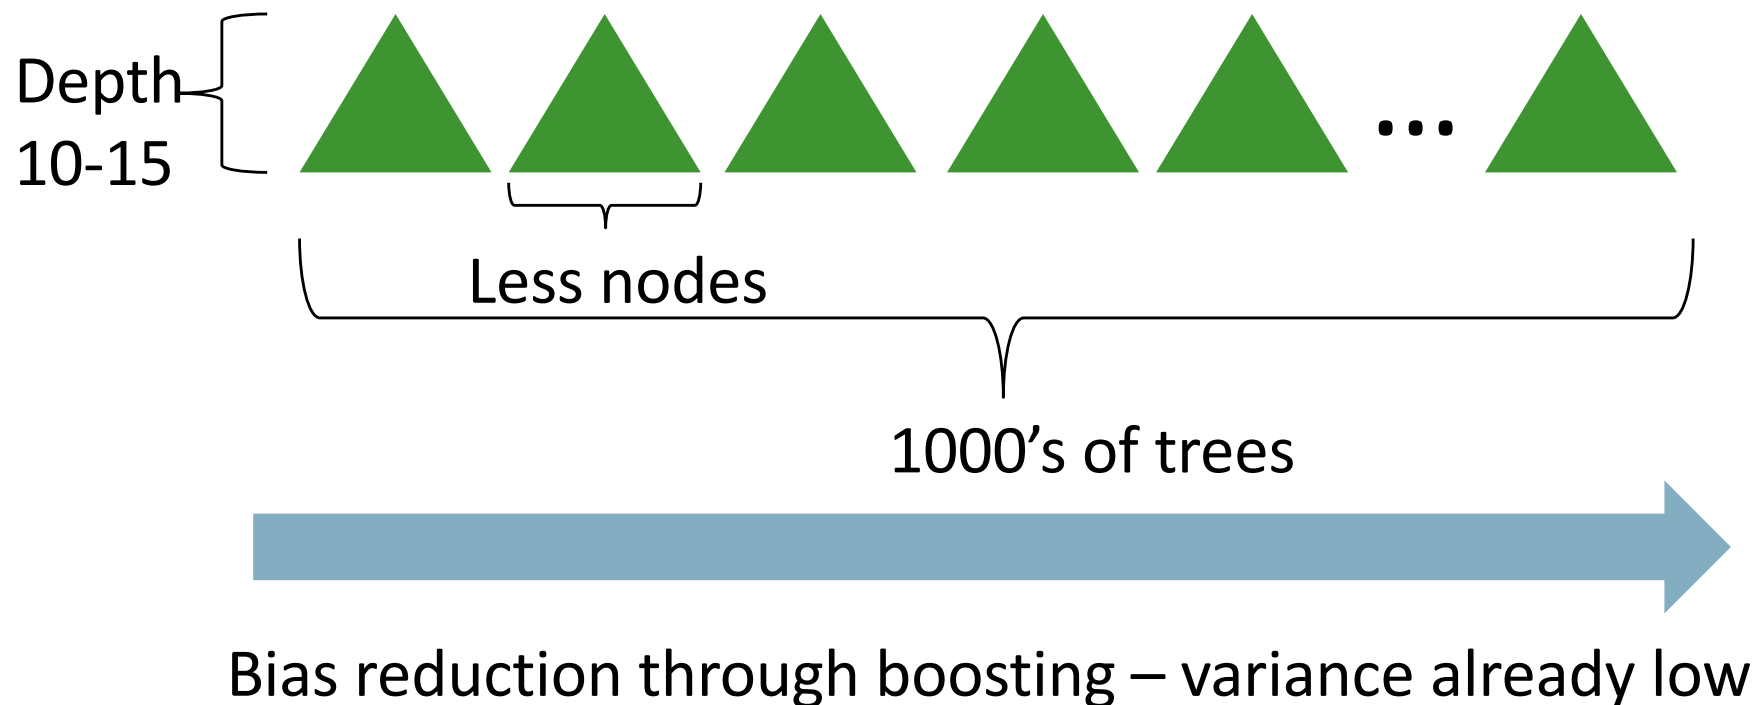 Depth
10-15
...
Less nodes
1000’s of trees
Bias reduction through boosting – variance already low